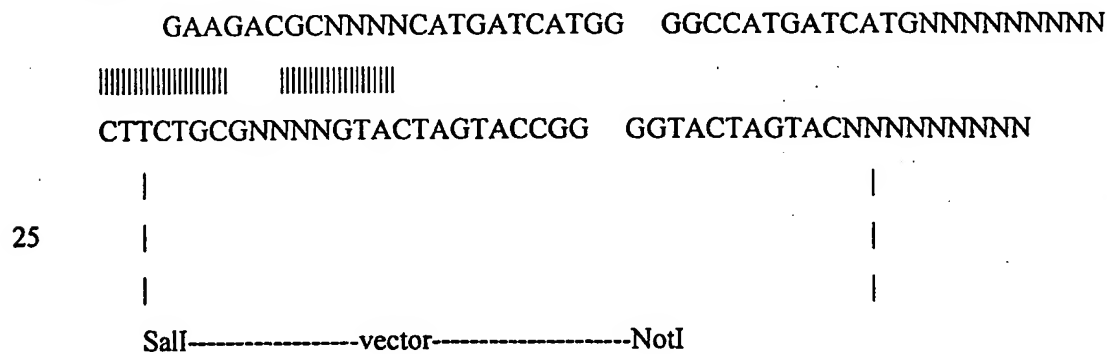 GAAGACGCNNNNCATGATCATGG GGCCATGATCATGNNNNNNNNN
|||||||||||||||||||||| ||||||||||||||||||||
CTTCTGCGNNNNGTACTAGTACCGG GGTACTAGTACNNNNNNNNN
| |
25 | |
| |
SalI------------------vector---------------------NotI